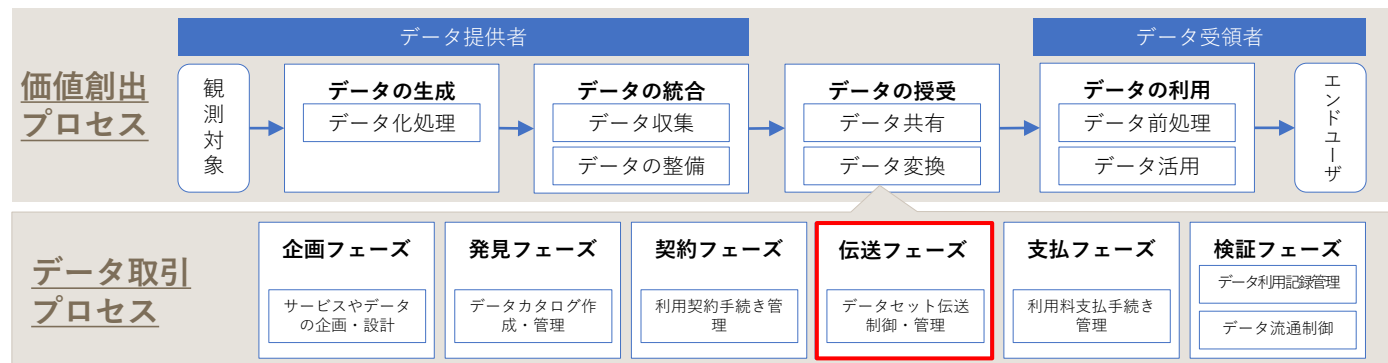 データ提供者
データ受領者
価値創出
プロセス
観測対象
データの生成
データ化処理
データの統合
データ収集
データの整備
データの授受
データ共有
データ変換
データの利用
データ前処理
データ活用
エンドユーザ
データ取引
プロセス
企画フェーズ
サービスやデータ
の企画・設計
発見フェーズ
データカタログ作
成・管理
契約フェーズ
利用契約手続き管
理
伝送フェーズ
データセット伝送
制御・管理
支払フェーズ
利用料支払手続き
管理
検証フェーズ
データ利用記録管理
データ流通制御